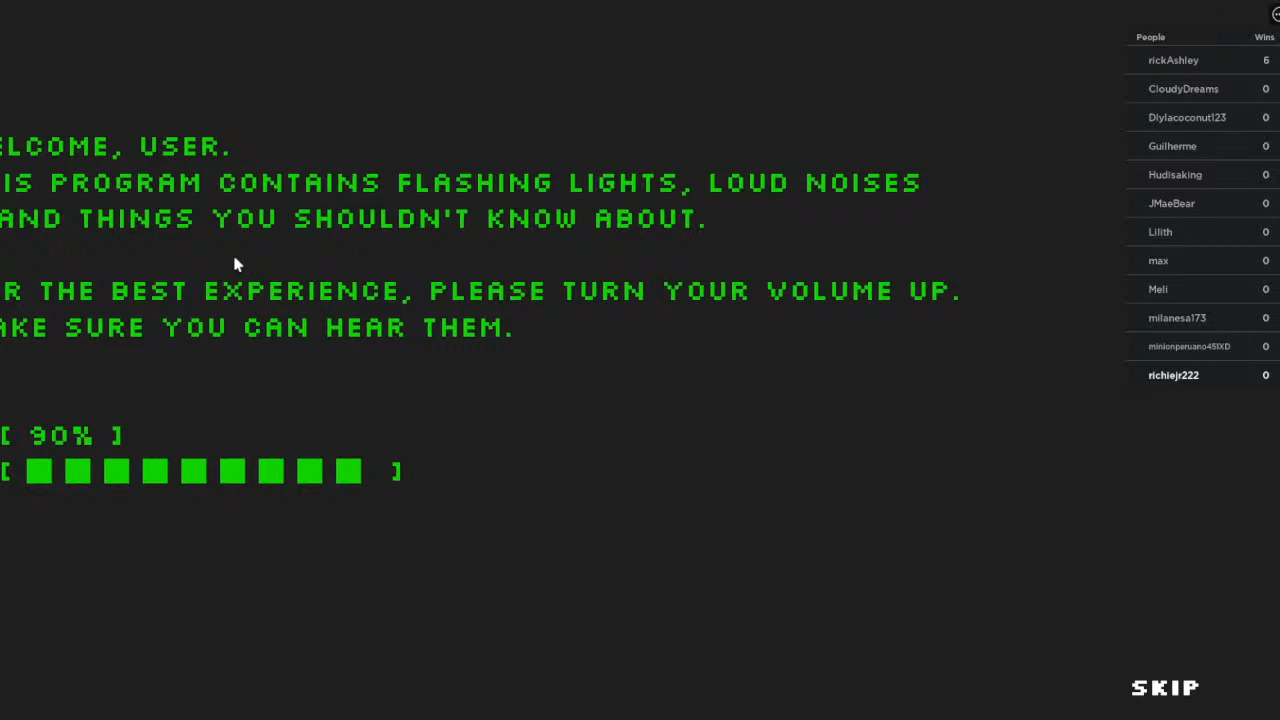 ELCOME, USER.
IS PROGRAM CONTAINS FLASHING LIGHTS, LOUD NOISES
AND THINGS YOU SHOULDN'T KNOW ABOUT.
R THE BEST EXPERIENCE, PLEASE TURN YOUR VOLUME UP.
AKE SURE YOU CAN HEAR THEM.
[ 90% ]
[ ■ ■ ■ ■ ■ ■ ■ ■ ■ ]
People Wins
rickAshley 6
CloudyDreams 0
Dlylacoconut123 0
Guilherme 0
Hudisaking 0
JMaeBear 0
Lilith 0
max 0
Meli 0
milanesa173 0
minionperuano451XD 0
richiejr222 0
SKIP